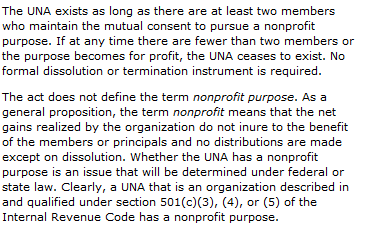 The UNA exists as long as there are at least two members
who maintain the mutual consent to pursue a nonprofit
purpose. If at any time there are fewer than two members or
the purpose becomes for profit, the UNA ceases to exist. No
formal dissolution or termination instrument is required.
The act does not define the term nonprofit purpose. As a
general proposition, the term nonprofit means that the net
gains realized by the organization do not inure to the benefit
of the members or principals and no distributions are made
except on dissolution. Whether the UNA has a nonprofit
purpose is an issue that will be determined under federal or
state law. Clearly, a UNA that is an organization described in
and qualified under section 501(c)(3), (4), or (5) of the
Internal Revenue Code has a nonprofit purpose.